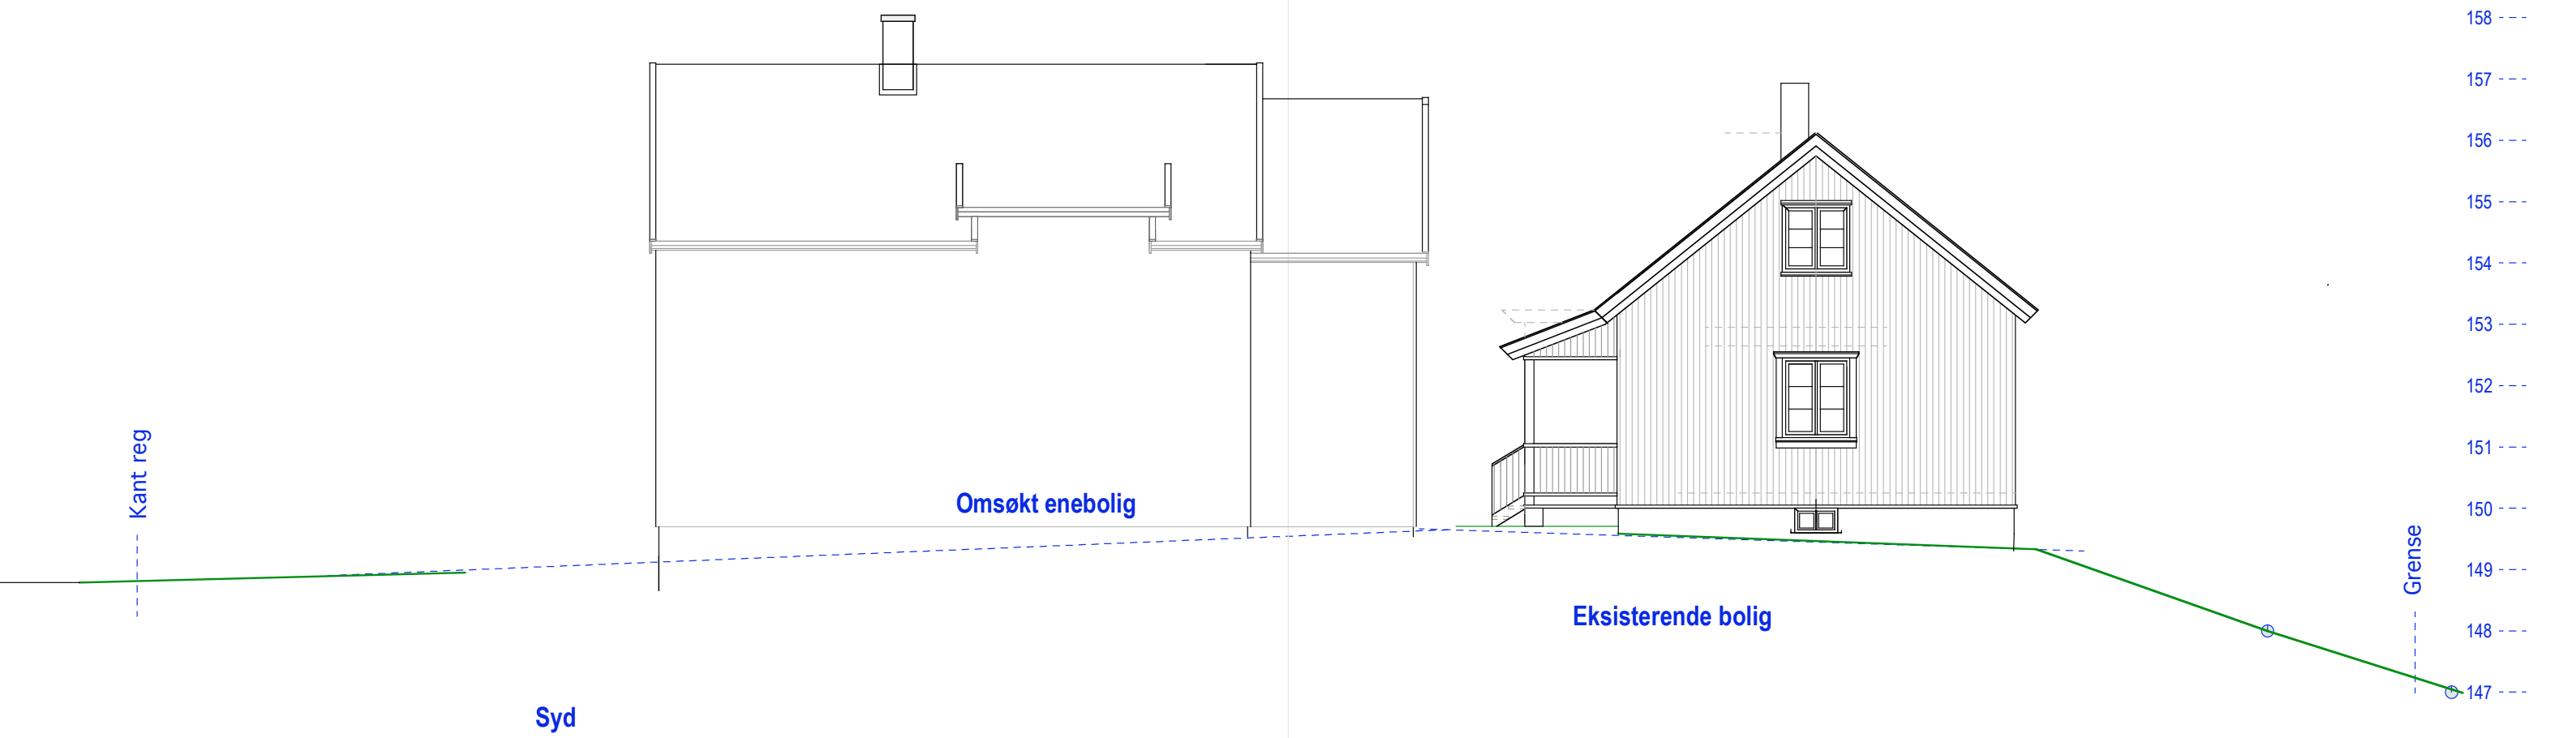 158
157
156
155
154
153
152
151
150
149
148
147
Kant reg
Omsøkt enebolig
Eksisterende bolig
Grense
Syd